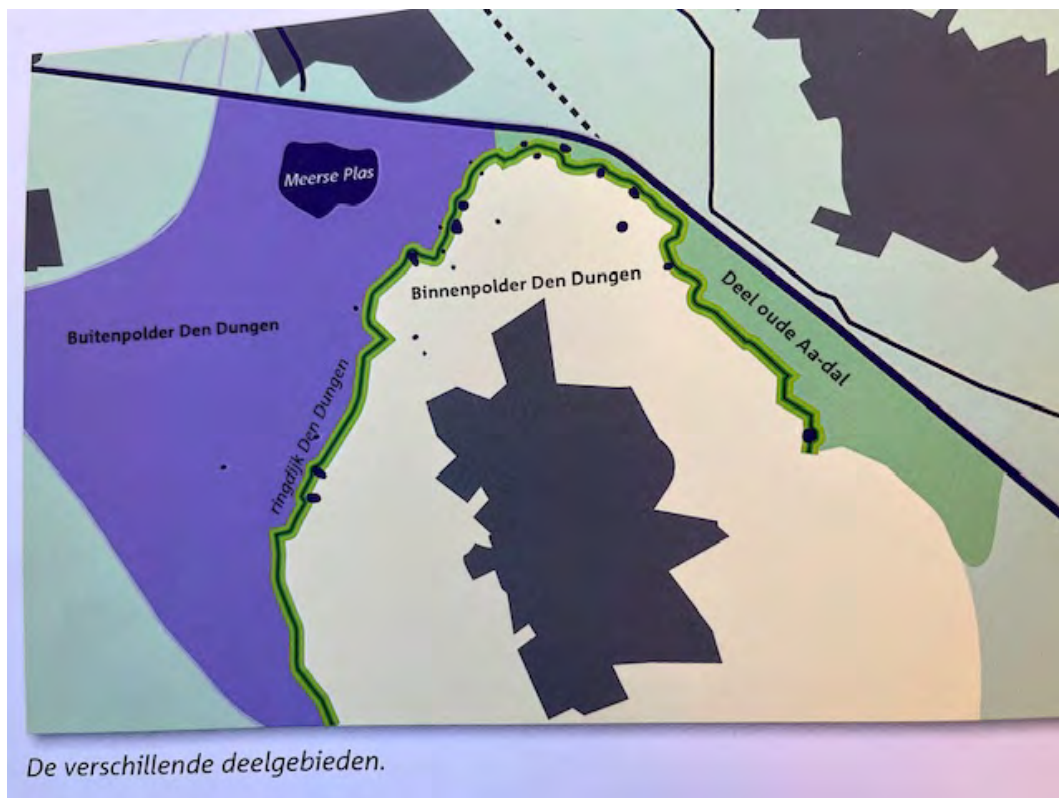 Meerse Plas
Binnenpolder Den Dungen
Deel oude Aa-dal
Buitenpolder Den Dungen
ringdijk Den Dungen
De verschillende deelgebieden.